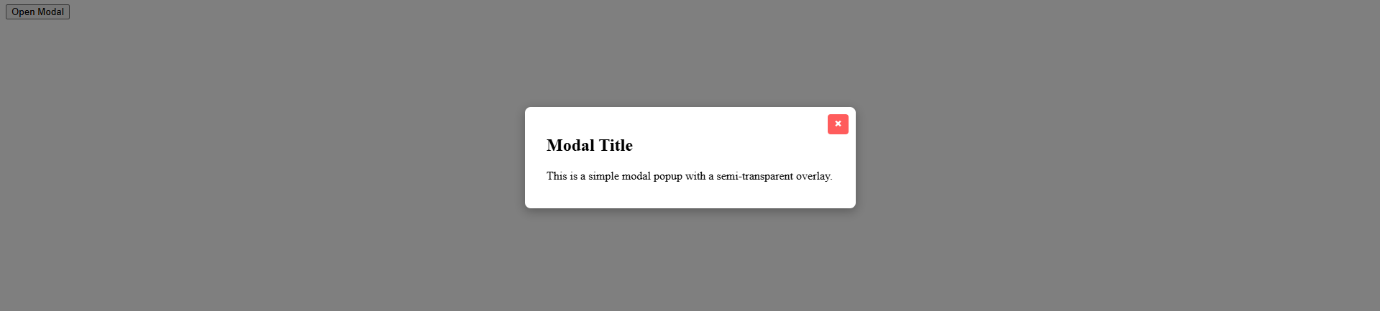 Open Modal
✖
Modal Title
This is a simple modal popup with a semi-transparent overlay.